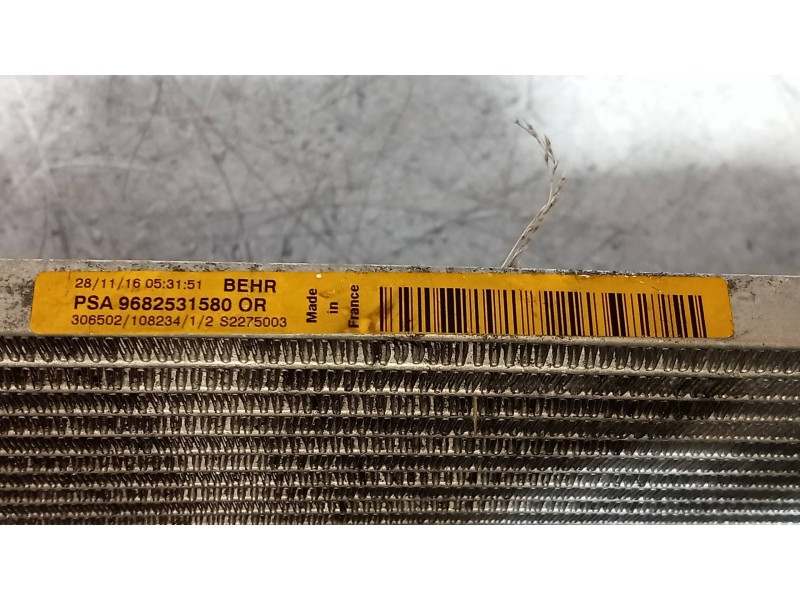 28/11/16 05:31:51 BEHR
PSA 9682531580 OR
306502/108234/1/2 S2275003
Made
in
France